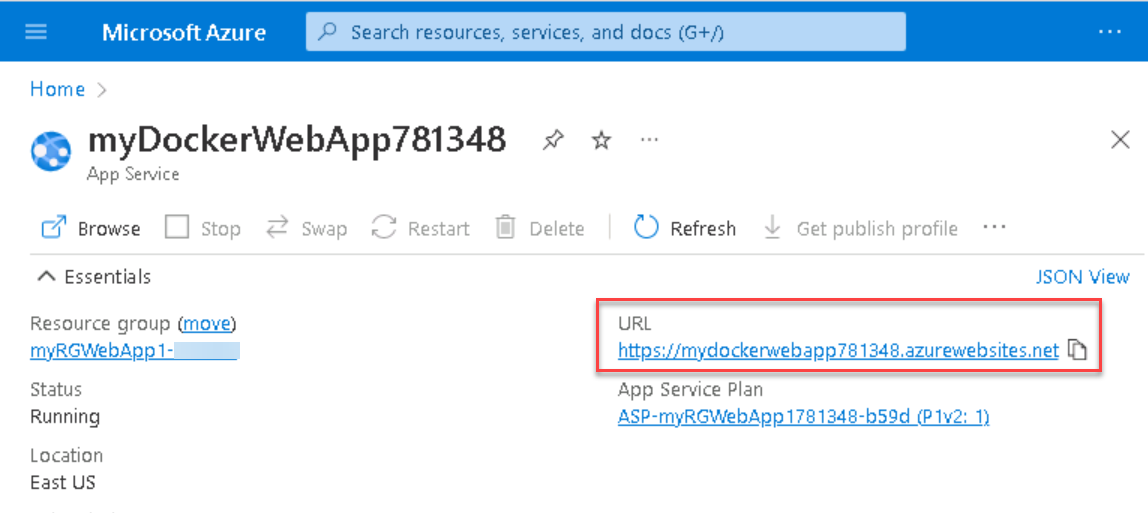 Microsoft Azure
Search resources, services, and docs (G+/)
Home
myDockerWebApp781348
App Service
Browse
Stop
Swap
Restart
Delete
Refresh
Get publish profile
Essentials
JSON View
Resource group (move)
myRGWebApp1-
URL
https://mydockerwebapp781348.azurewebsites.net
Status
Running
App Service Plan
ASP-myRGWebApp1781348-b59d (P1v2: 1)
Location
East US